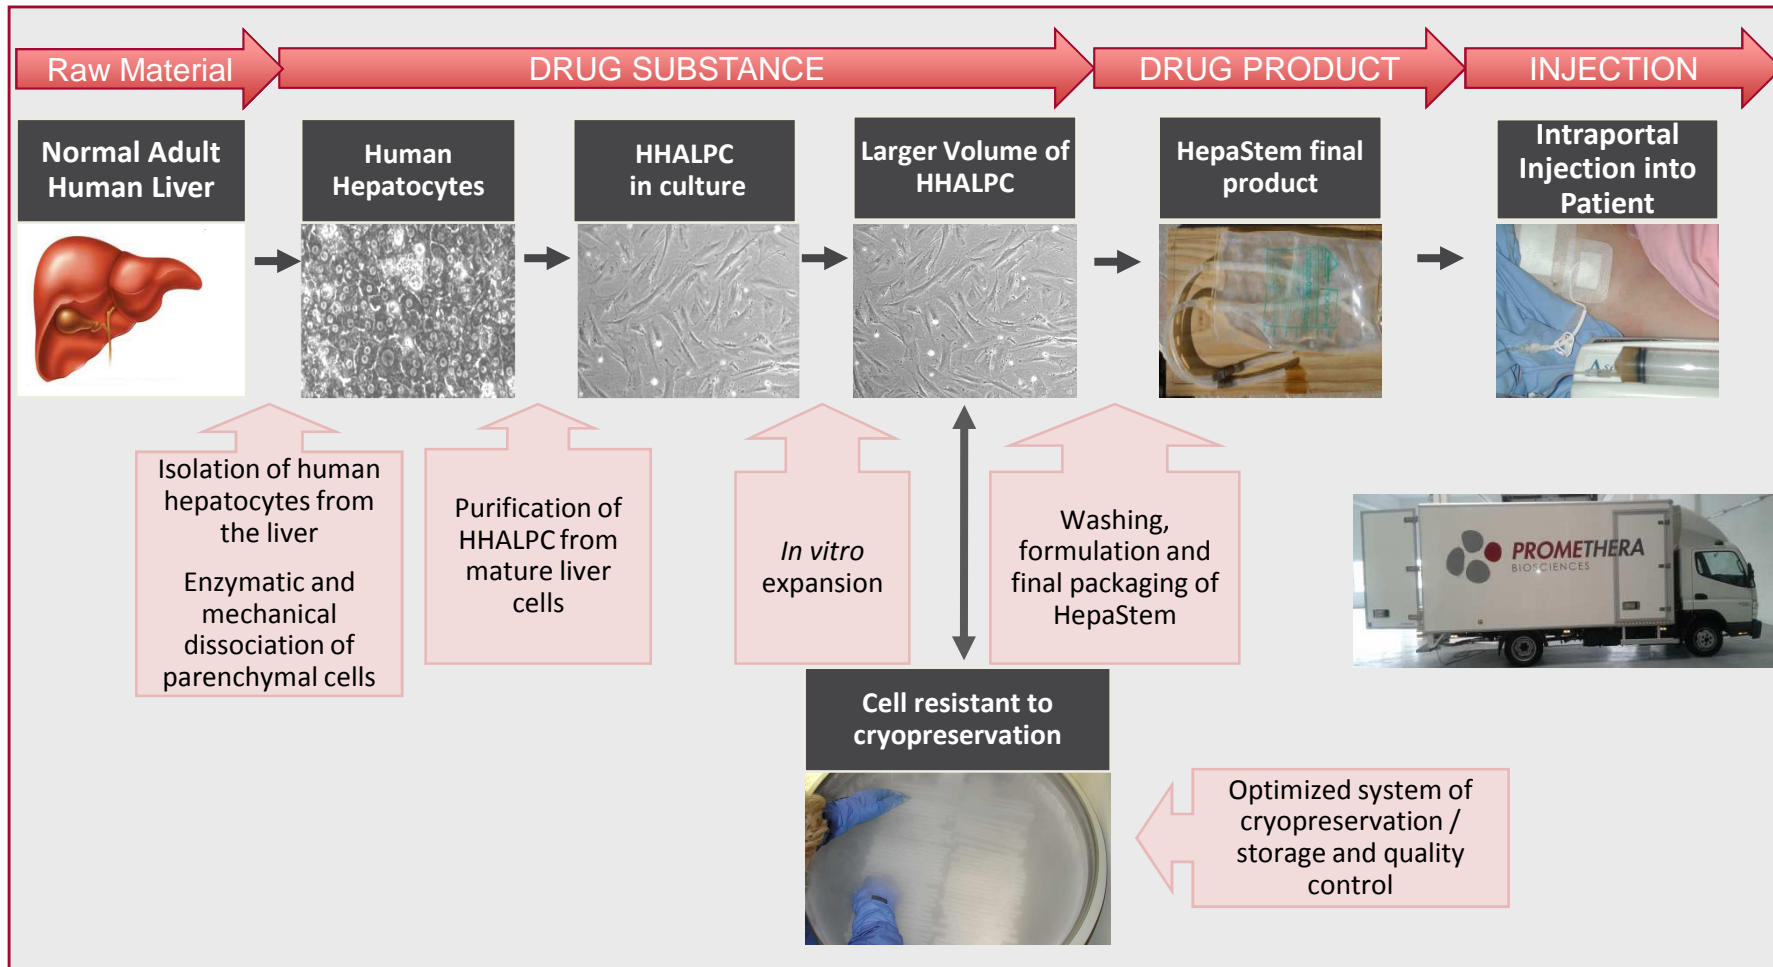 Raw Material
DRUG SUBSTANCE
DRUG PRODUCT
INJECTION
Normal Adult
Human Liver
Human
Hepatocytes
HHALPC
in culture
Larger Volume of
HHALPC
HepaStem final
product
Intraportal
Injection into
Patient
Isolation of human
hepatocytes from
the liver
Enzymatic and
mechanical
dissociation of
parenchymal cells
Purification of
HHALPC from
mature liver
cells
In vitro
expansion
Washing,
formulation and
final packaging of
HepaStem
PROMETHERA
BIOSCIENCES
Cell resistant to
cryopreservation
Optimized system of
cryopreservation /
storage and quality
control